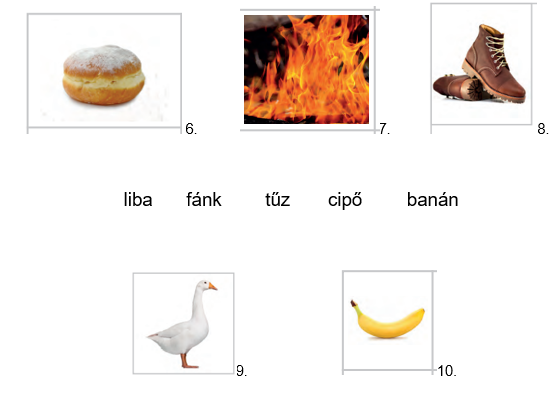 6. 7. 8.
liba fánk tűz cipő banán
9. 10.